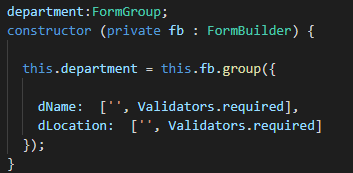 department:FormGroup;
constructor (private fb : FormBuilder) {
this.department = this.fb.group({
dName:  ['', Validators.required],
dLocation:  ['', Validators.required]
});
}